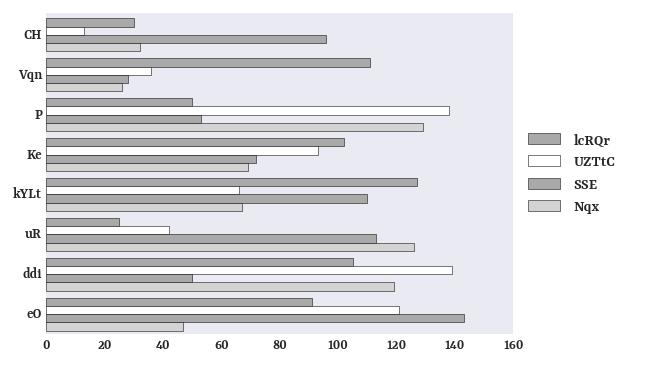 CH
Vqn
P
Ke
kYLt
uR
ddi
eO
0 20 40 60 80 100 120 140 160
lcRQr
UZTtC
SSE
Nqx